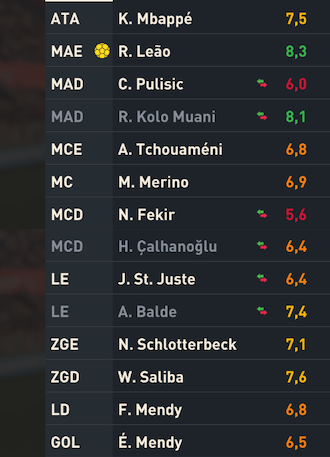 ATA K. Mbappé 7,5
MAE R. Leão 8,3
MAD C. Pulisic 6,0
MAD R. Kolo Muani 8,1
MCE A. Tchouaméni 6,8
MC M. Merino 6,9
MCD N. Fekir 5,6
MCD H. Çalhanoğlu 6,4
LE J. St. Juste 6,4
LE A. Balde 7,4
ZGE N. Schlotterbeck 7,1
ZGD W. Saliba 7,6
LD F. Mendy 6,8
GOL É. Mendy 6,5